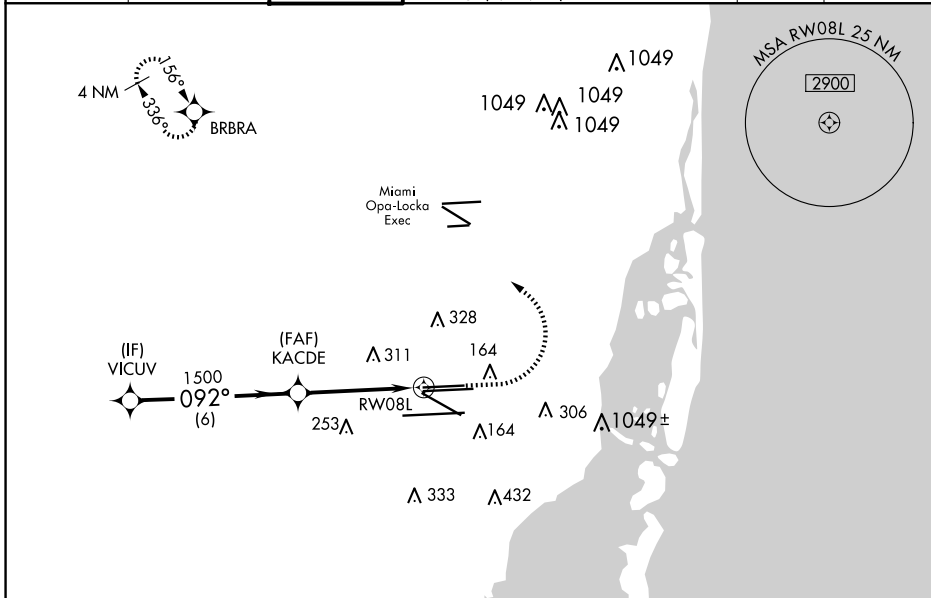 MSA RW08L 25 NM
2900
1049
1049
1049
1049
156°
4 NM
336°
BRBRA
Miami
Opa-Locka
Exec
328
(FAF)
KACDE
311
164
(IF)
VICUV
1500
092°
(6)
RW08L
253
164
306
1049±
333
432